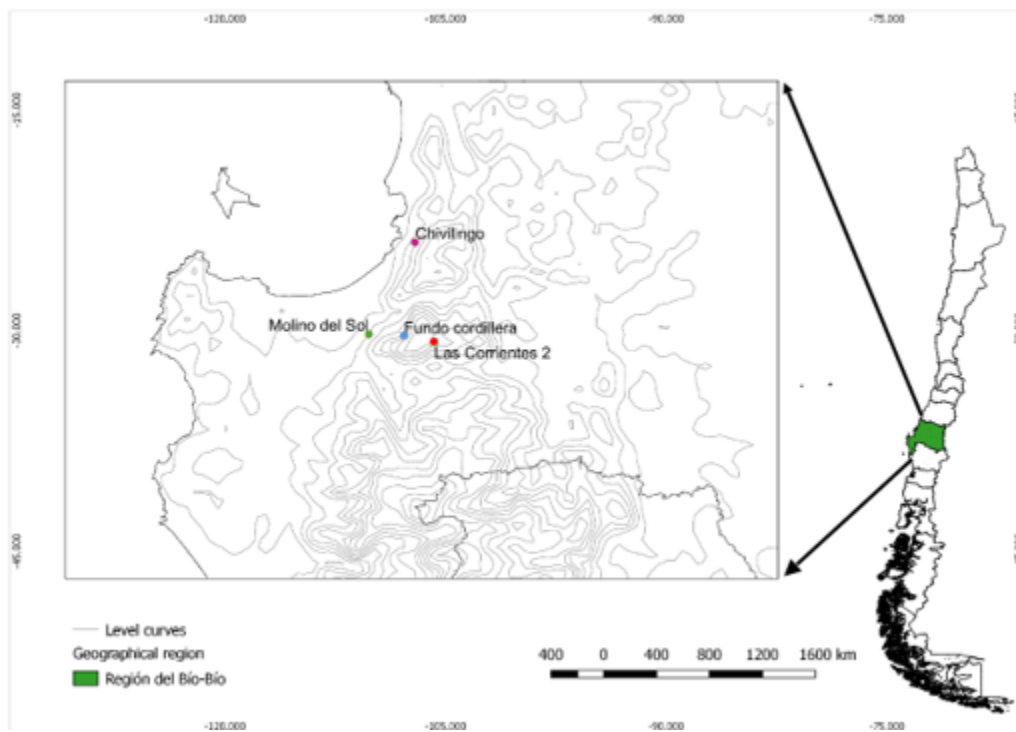 -120.000 -105.000 -90.000 -75.000
-15.000
Chivilingo
-30.000
Molino del Sol
Fundo cordillera
Las Corrientes 2
-45.000
Level curves
Geographical region
Región del Bío-Bío
400 0 400 800 1200 1600 km
-120.000 -105.000 -90.000 -75.000